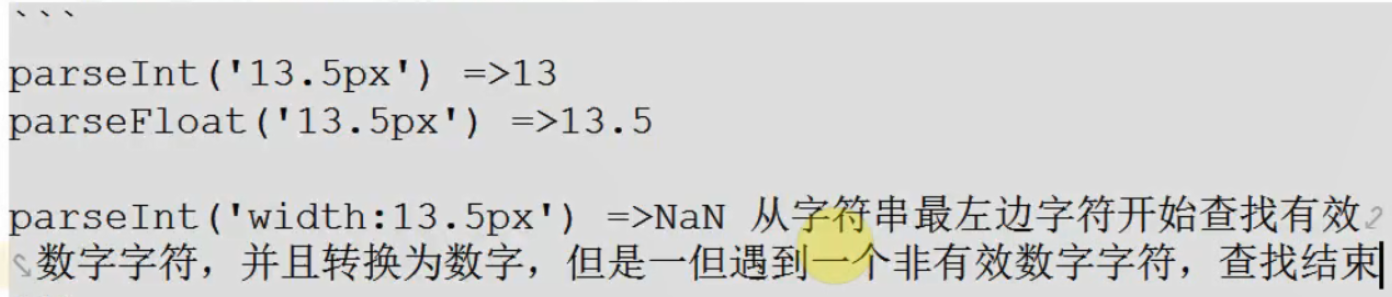 ```
parseInt('13.5px') =>13
parseFloat('13.5px') =>13.5
parseInt('width:13.5px') =>NaN 从字符串最左边字符开始查找有效
数字字符，并且转换为数字，但是一但遇到一个非有效数字字符，查找结束